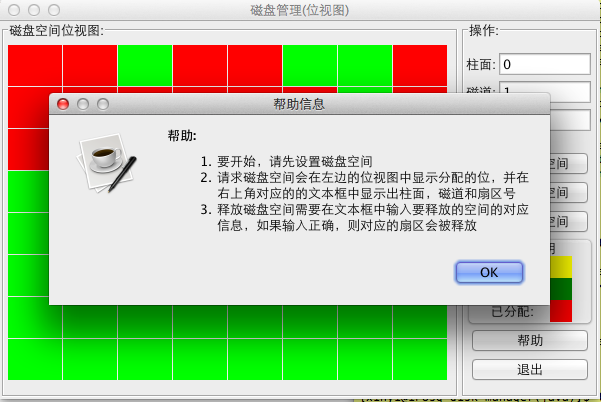 磁盘管理(位视图)
磁盘空间位视图:
操作:
柱面: 0
磁道: 1
帮助信息
帮助:
1. 要开始，请先设置磁盘空间
2. 请求磁盘空间会在左边的位视图中显示分配的位，并在
右上角对应的的文本框中显示出柱面，磁道和扇区号
3. 释放磁盘空间需要在文本框中输入要释放的空间的对应
信息，如果输入正确，则对应的扇区会被释放
OK
空间
空间
空间
明
已分配:
帮助
退出